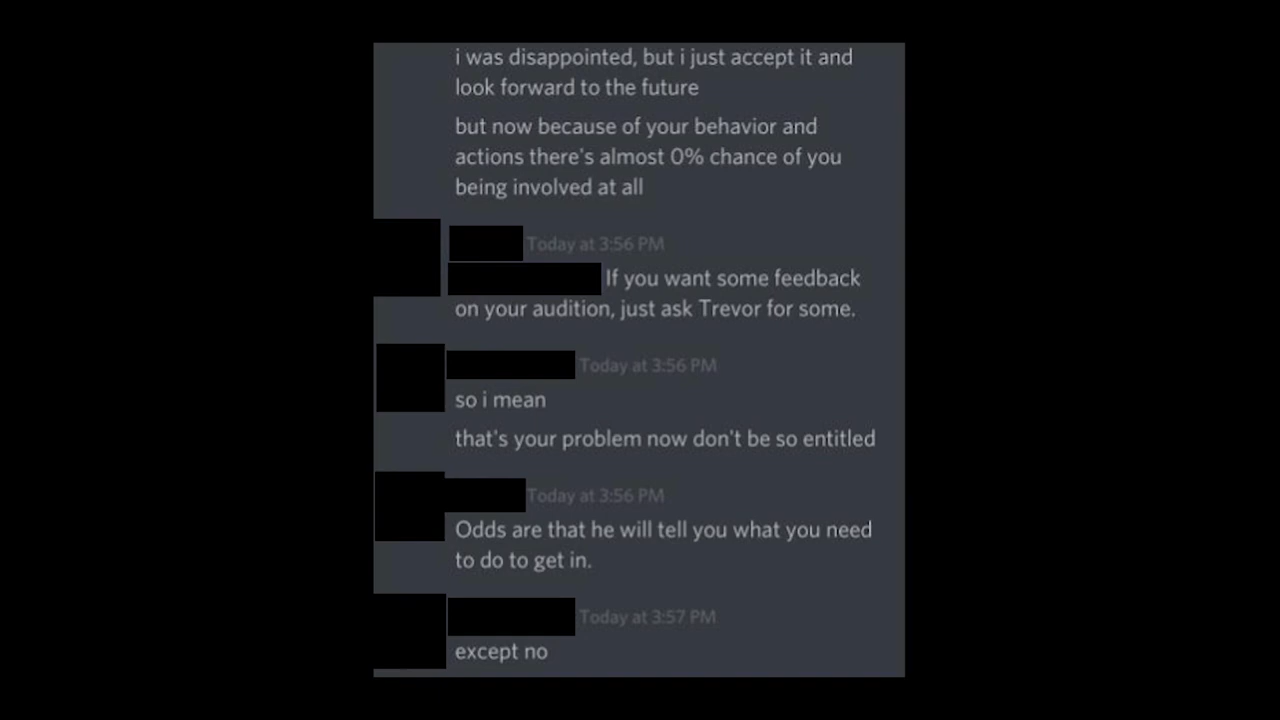 i was disappointed, but i just accept it and
look forward to the future
but now because of your behavior and
actions there's almost 0% chance of you
being involved at all
Today at 3:56 PM
If you want some feedback
on your audition, just ask Trevor for some.
Today at 3:56 PM
so i mean
that's your problem now don't be so entitled
Today at 3:56 PM
Odds are that he will tell you what you need
to do to get in.
Today at 3:57 PM
except no